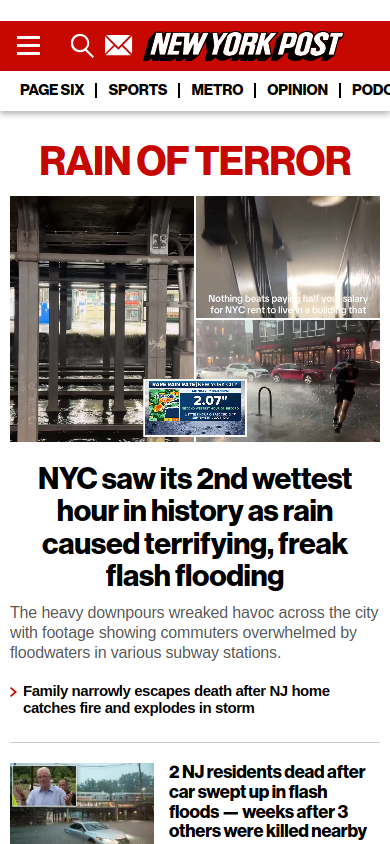 NEW YORK POST
PAGE SIX
SPORTS
METRO
OPINION
PODC
RAIN OF TERROR
Nothing beats paying half your salary
for NYC rent to live in a building that
2.07"
NYC saw its 2nd wettest
hour in history as rain
caused terrifying, freak
flash flooding
The heavy downpours wreaked havoc across the city
with footage showing commuters overwhelmed by
floodwaters in various subway stations.
Family narrowly escapes death after NJ home
catches fire and explodes in storm
2 NJ residents dead after
car swept up in flash
floods — weeks after 3
others were killed nearby